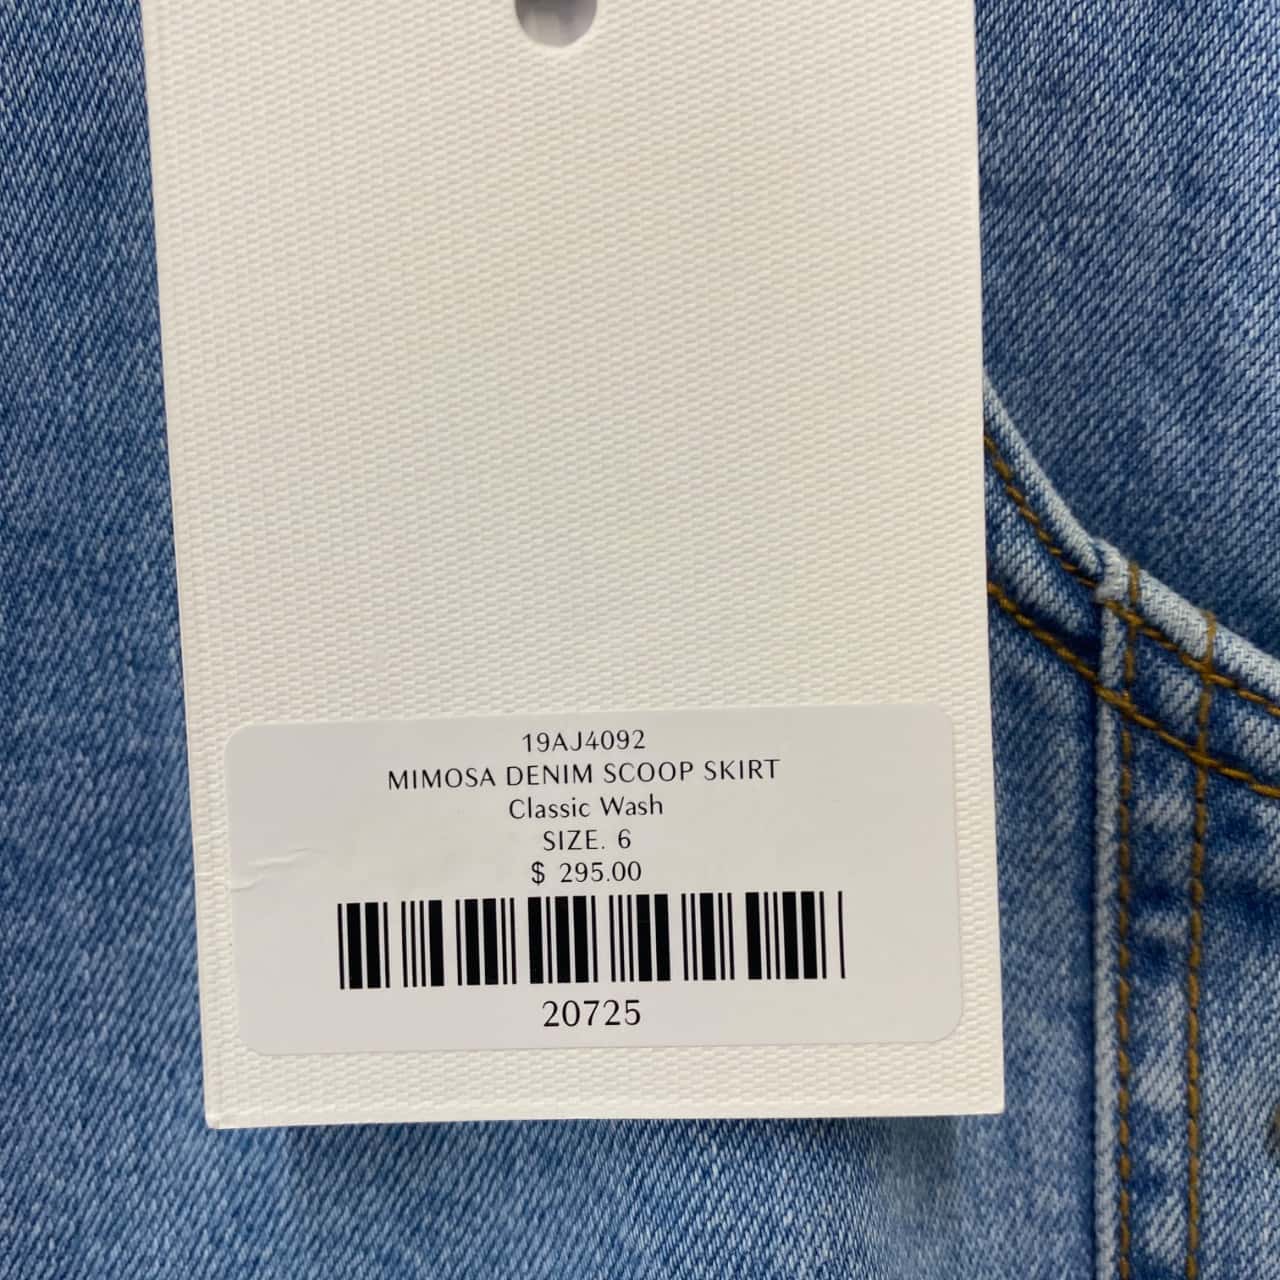 19AJ4092
MIMOSA DENIM SCOOP SKIRT
Classic Wash
SIZE. 6
$ 295.00
20725